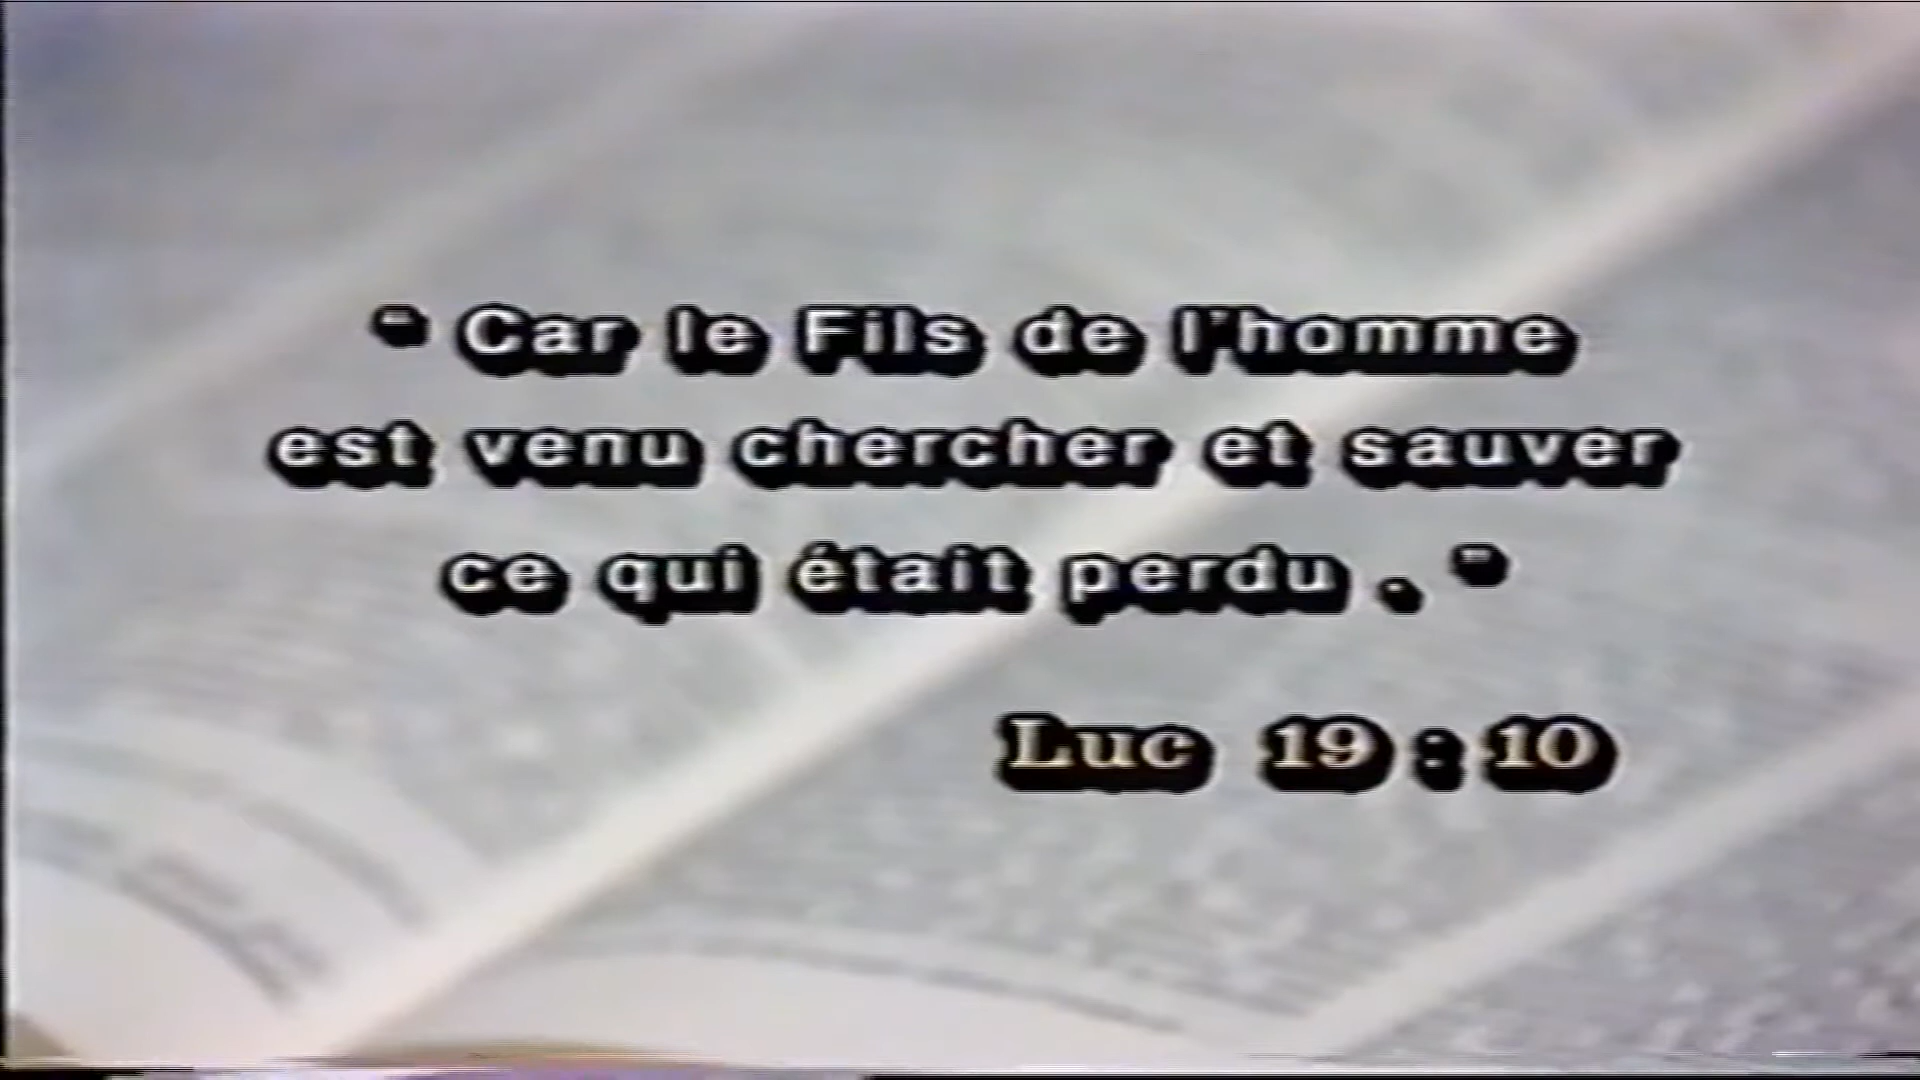 " Car le Fils de l'homme
est venu chercher et sauver
ce qui était perdu . "
Luc 19 : 10